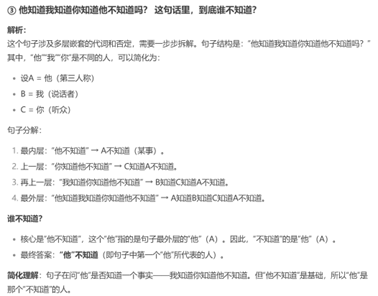 ③ 他知道我知道你知道他不知道吗？ 这句话里，到底谁不知道？
解析：
这个句子涉及多层嵌套的代词和否定，需要一步步拆解。句子结构是：“他知道我知道你知道他不知道吗？”
其中，“他”“我”“你”是不同的人，可以简化为：
• 设A = 他（第三人称）
• B = 我（说话者）
• C = 你（听众）
句子分解：
1. 最内层：“他不知道” → A不知道（某事）。
2. 上一层：“你知道他不知道” → C知道A不知道。
3. 再上一层：“我知道你知道他不知道” → B知道C知道A不知道。
4. 最外层：“他知道我知道你知道他不知道” → A知道B知道C知道A不知道。
谁不知道？
• 核心是“他不知道”，这个“他”指的是句子最外层的“他”（A）。因此，“不知道”的是“他”（A）。
• 最终答案：“他”不知道（即句子中第一个“他”所代表的人）。
简化理解：句子在问“他”是否知道一个事实——我知道你知道他不知道。但“他不知道”是基础，所以“他”是
那个“不知道”的人。